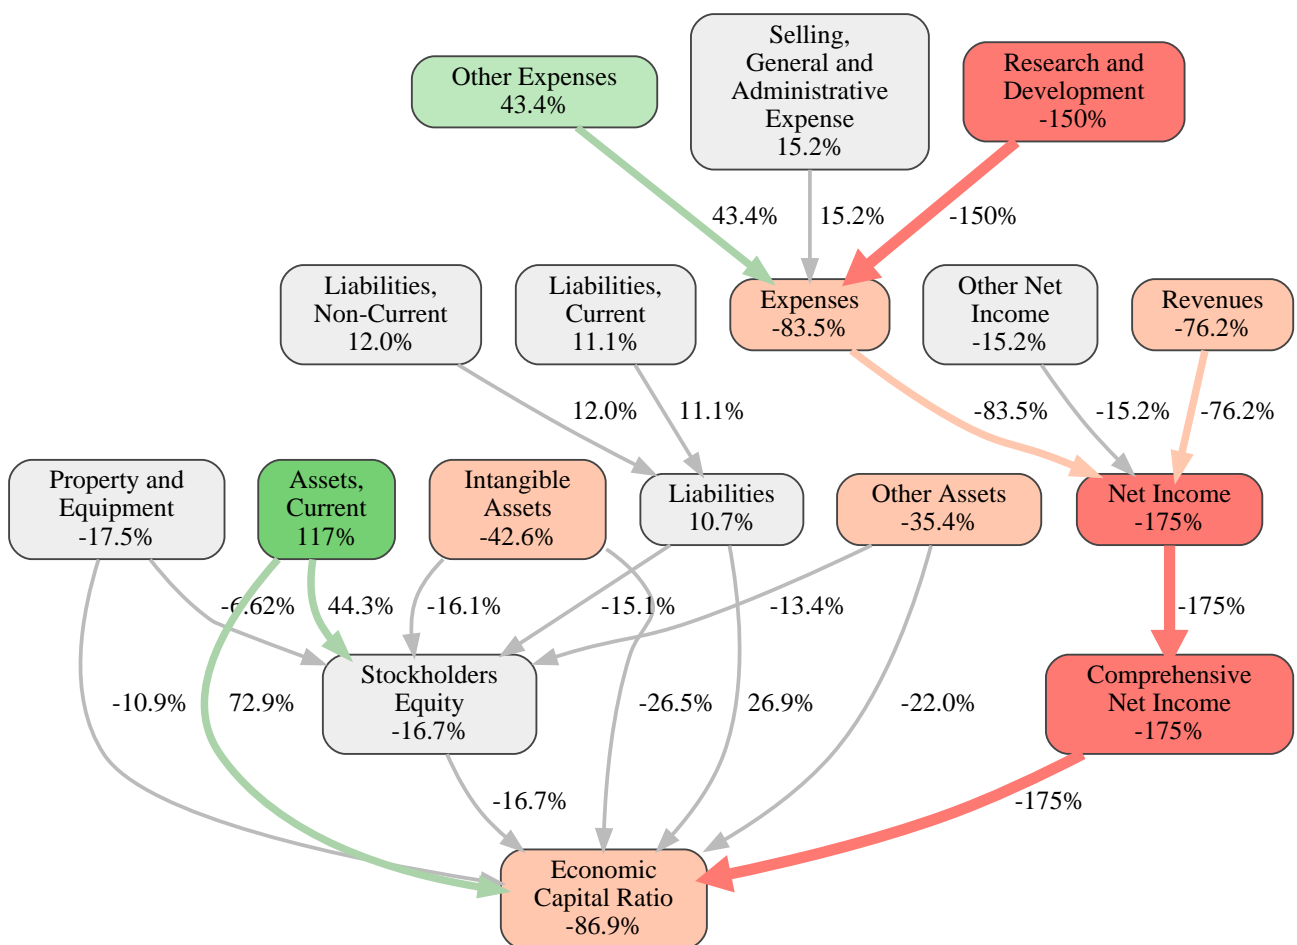 Other Expenses
43.4%
Selling,
General and
Administrative
Expense
15.2%
Research and
Development
-150%
43.4%
15.2%
-150%
Liabilities,
Non-Current
12.0%
Liabilities,
Current
11.1%
Expenses
-83.5%
Other Net
Income
-15.2%
Revenues
-76.2%
12.0%
11.1%
-83.5%
-15.2%
-76.2%
Property and
Equipment
-17.5%
Assets,
Current
117%
Intangible
Assets
-42.6%
Liabilities
10.7%
Other Assets
-35.4%
Net Income
-175%
-6.62%
44.3%
-16.1%
-15.1%
-13.4%
-175%
Stockholders
Equity
-16.7%
Comprehensive
Net Income
-175%
-10.9%
72.9%
-26.5%
26.9%
-22.0%
-16.7%
-175%
Economic
Capital Ratio
-86.9%